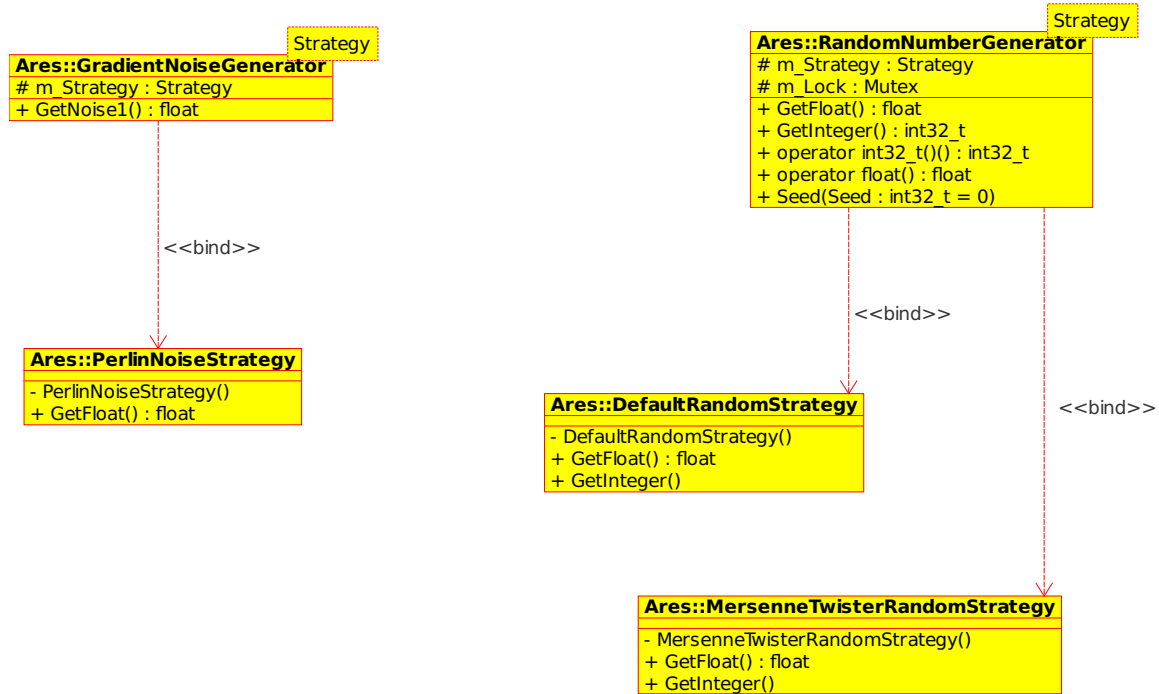 Strategy
Ares::GradientNoiseGenerator
# m_Strategy : Strategy
+ GetNoise1() : float
<<bind>>
Ares::PerlinNoiseStrategy
- PerlinNoiseStrategy()
+ GetFloat() : float
Strategy
Ares::RandomNumberGenerator
# m_Strategy : Strategy
# m_Lock : Mutex
+ GetFloat() : float
+ GetInteger() : int32_t
+ operator int32_t()() : int32_t
+ operator float() : float
+ Seed(Seed : int32_t = 0)
<<bind>>
<<bind>>
Ares::DefaultRandomStrategy
- DefaultRandomStrategy()
+ GetFloat() : float
+ GetInteger()
Ares::MersenneTwisterRandomStrategy
- MersenneTwisterRandomStrategy()
+ GetFloat() : float
+ GetInteger()